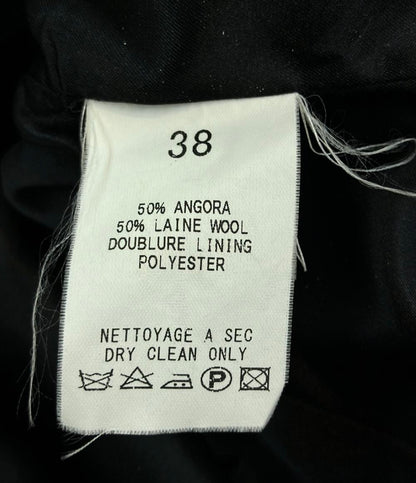 38
50% ANGORA
50% LAINE WOOL
DOUBLURE LINING
POLYESTER
NETTOYAGE A SEC
DRY CLEAN ONLY
P